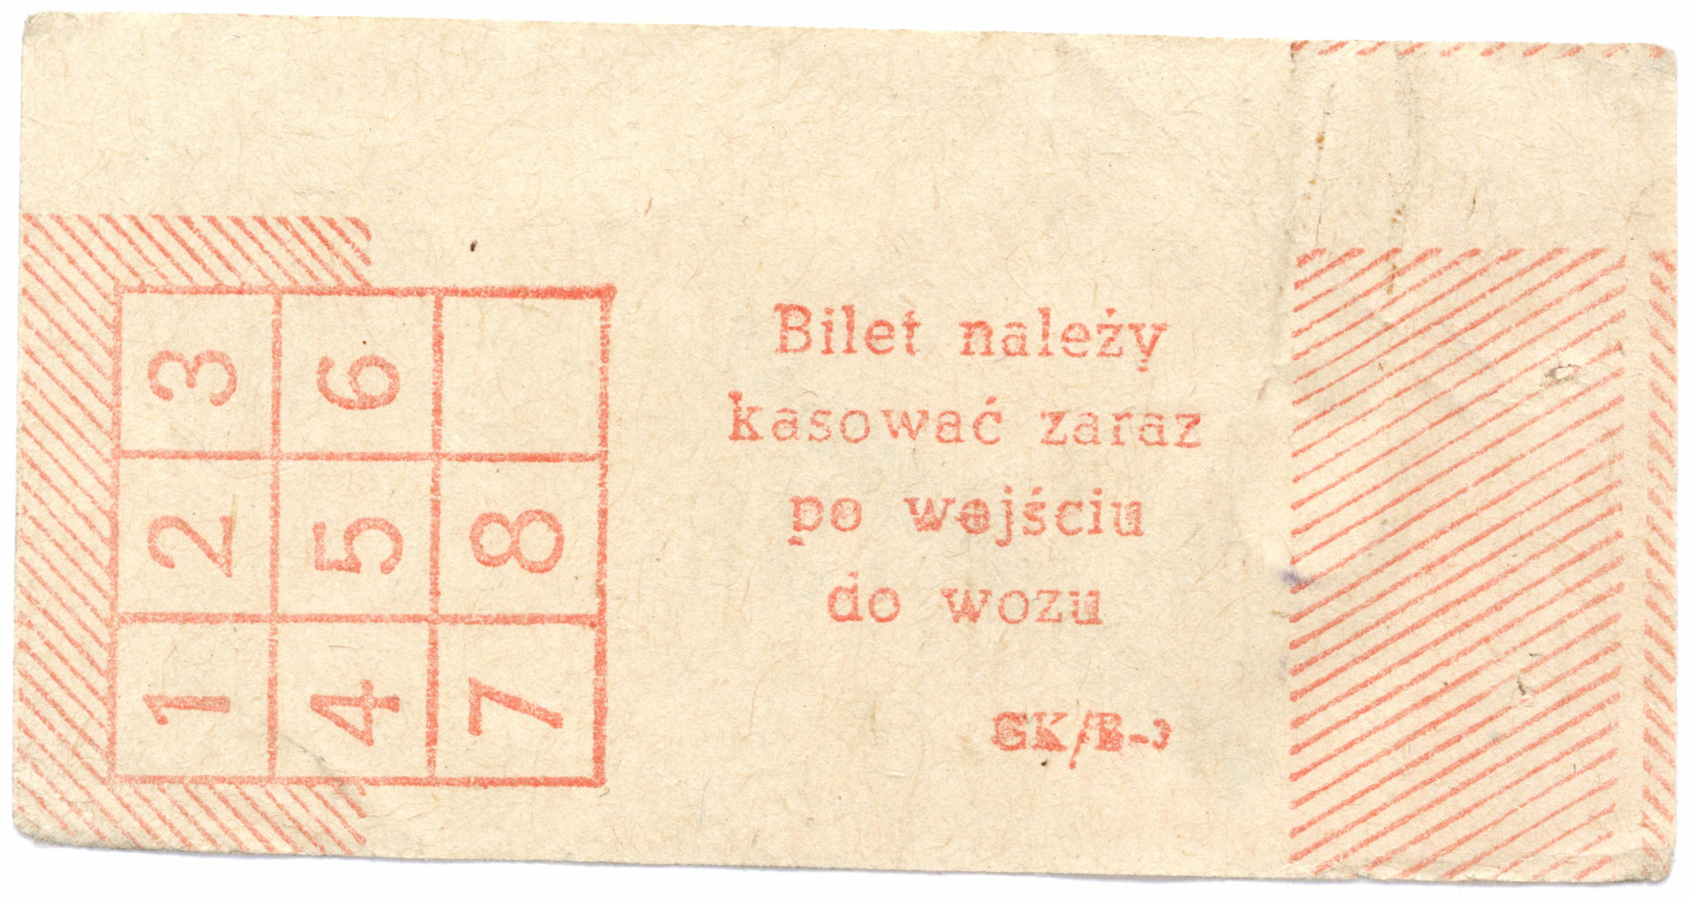 3 6
2 5 8
1 4 7
Bilet należy
kasować zaraz
po wejściu
do wozu